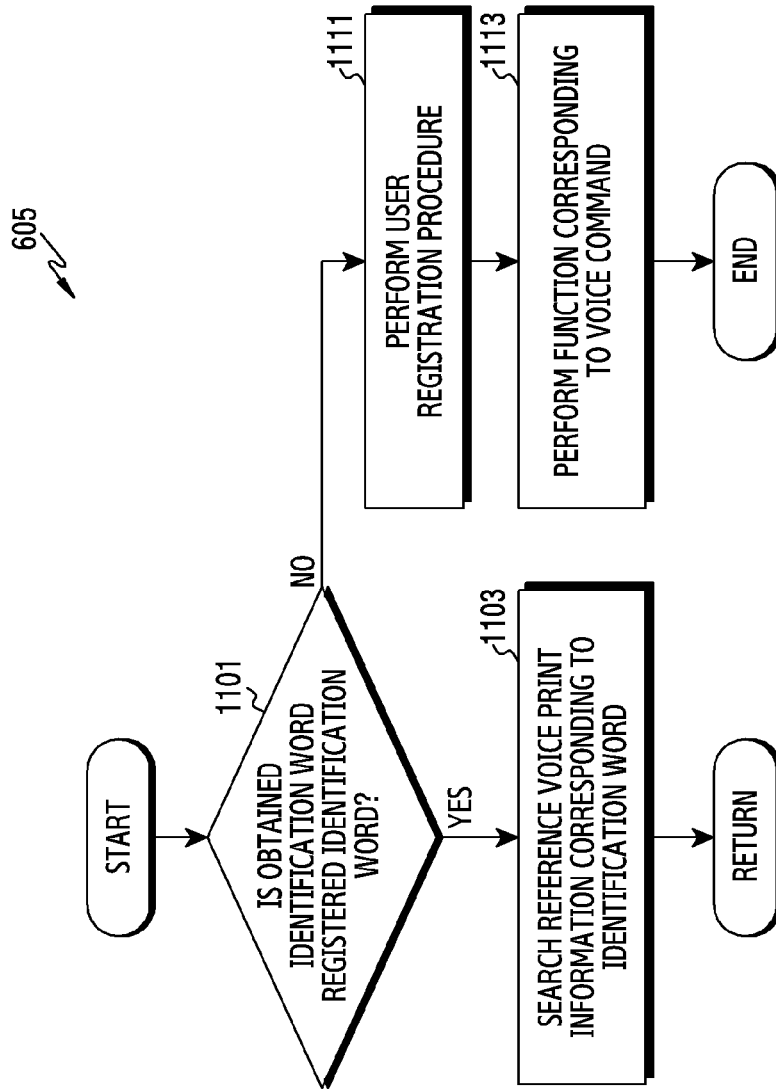 605
START
1101
IS OBTAINED
IDENTIFICATION WORD
REGISTERED IDENTIFICATION
WORD?
NO
YES
1103
SEARCH REFERENCE VOICE PRINT
INFORMATION CORRESPONDING TO
IDENTIFICATION WORD
RETURN
1111
PERFORM USER
REGISTRATION PROCEDURE
1113
PERFORM FUNCTION CORRESPONDING
TO VOICE COMMAND
END